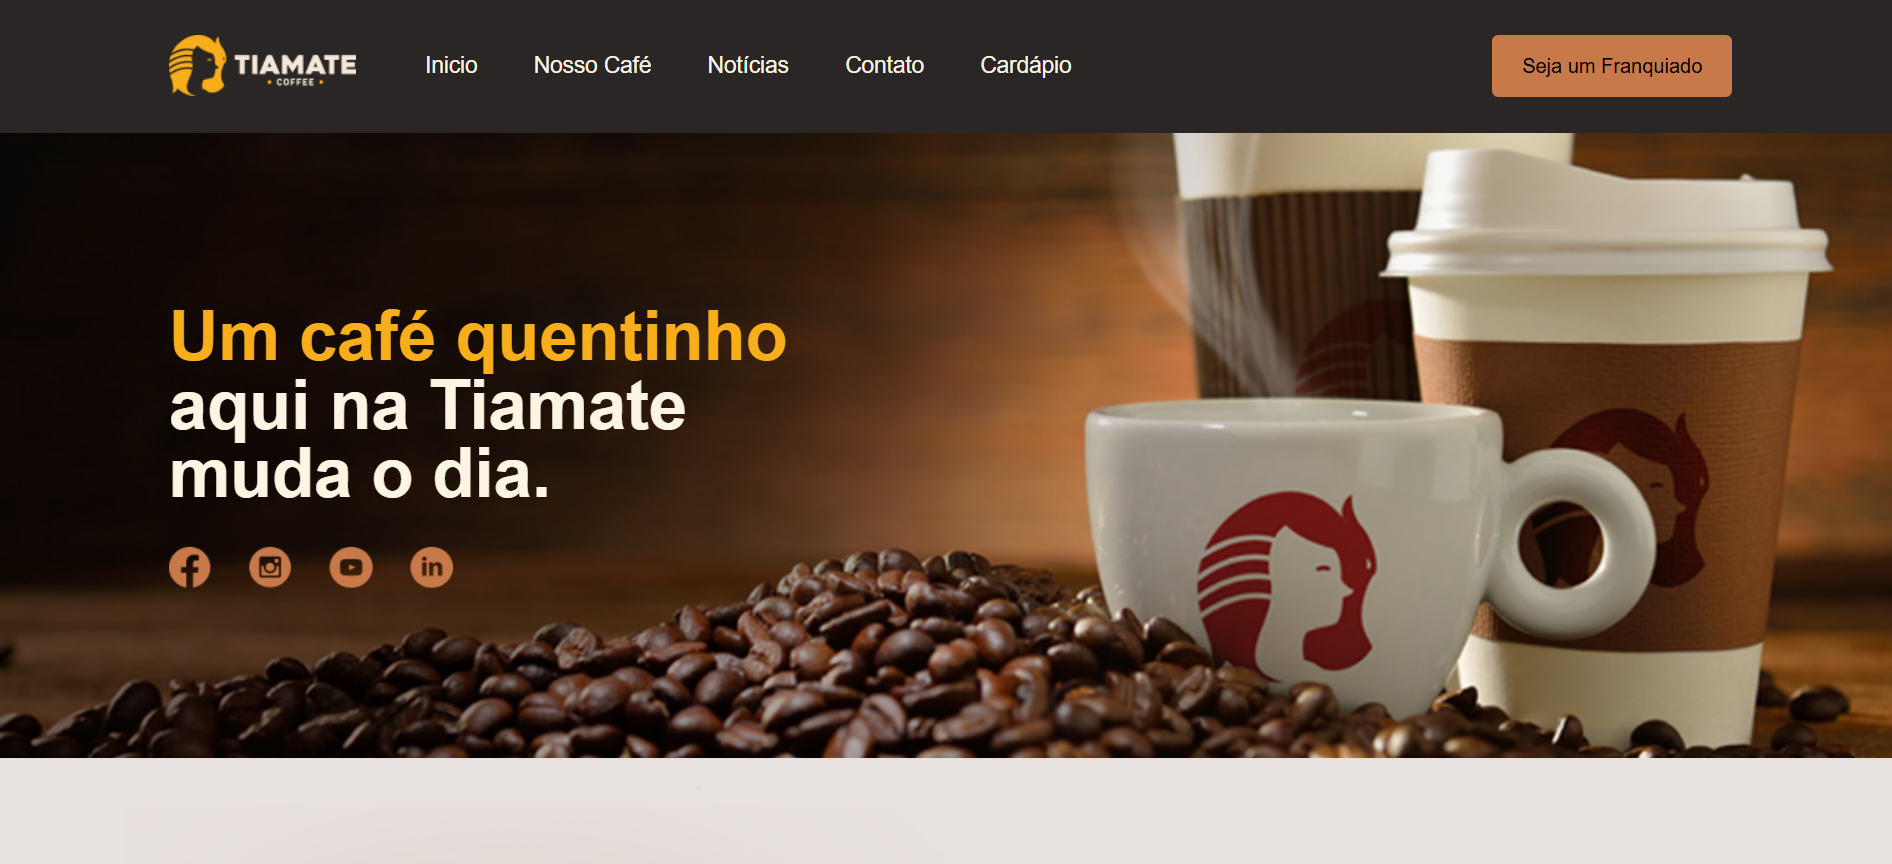 TIAMATE
• COFFEE •
Inicio
Nosso Café
Notícias
Contato
Cardápio
Seja um Franquiado
Um café quentinho
aqui na Tiamate
muda o dia.
in